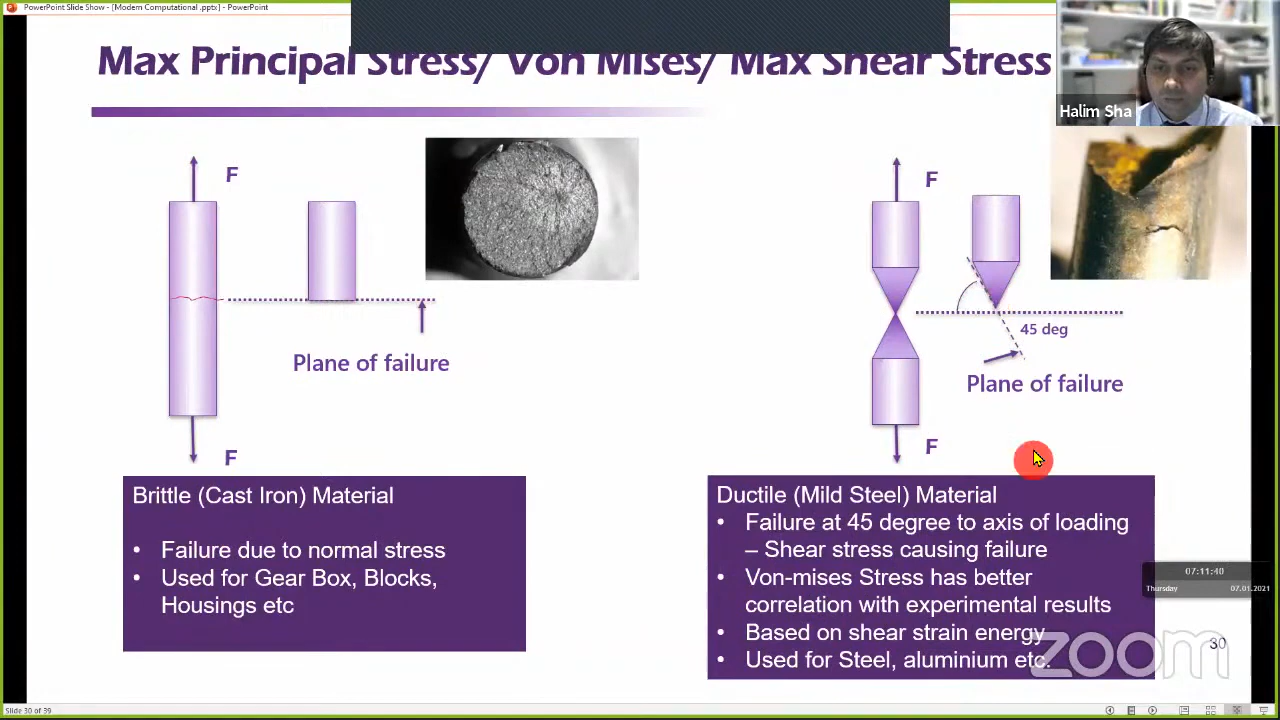 PowerPoint Slide Show - [Modern Computational .pptx] - PowerPoint
Max Principal Stress/ Von Mises/ Max Shear Stress
Halim Sha
F
F
Plane of failure
F
F
45 deg
Plane of failure
Brittle (Cast Iron) Material
• Failure due to normal stress
• Used for Gear Box, Blocks,
Housings etc
Ductile (Mild Steel) Material
• Failure at 45 degree to axis of loading
– Shear stress causing failure
• Von-mises Stress has better
correlation with experimental results
• Based on shear strain energy
• Used for Steel, aluminium etc.
07:11:40
Thursday 07.01.2021
30
zoom
Slide 30 of 39